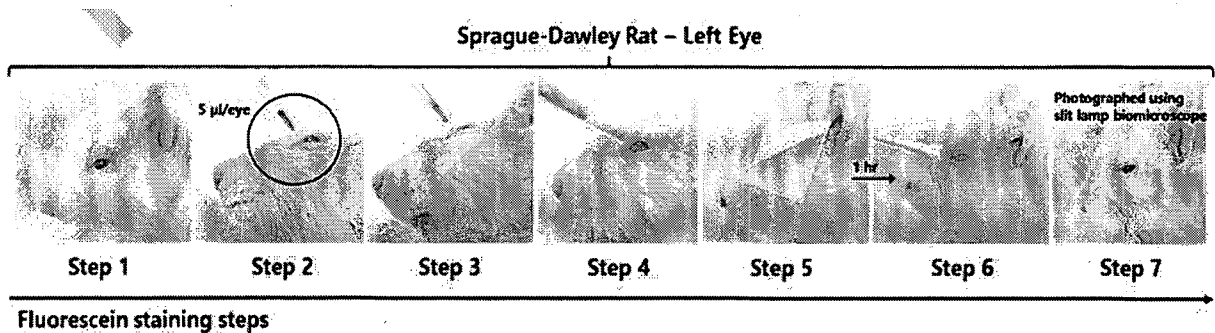 Sprague-Dawley Rat – Left Eye
5 µl/eye
1 hr
Photographed using
slit lamp biomicroscope
Step 1
Step 2
Step 3
Step 4
Step 5
Step 6
Step 7
Fluorescein staining steps